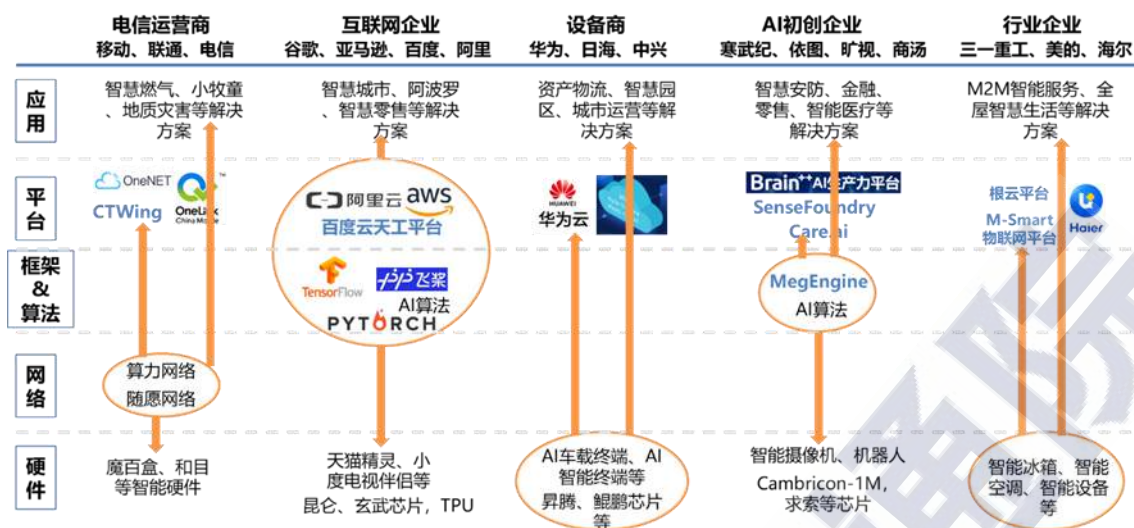 电信运营商
移动、联通、电信
互联网企业
谷歌、亚马逊、百度、阿里
设备商
华为、日海、中兴
AI初创企业
寒武纪、依图、旷视、商汤
行业企业
三一重工、美的、海尔
应
用
智慧燃气、小牧童
、地质灾害等解决
方案
智慧城市、阿波罗
、智慧零售等解决
方案
资产物流、智慧园
区、城市运营等解
决方案
智慧安防、金融、
零售、智能医疗等
解决方案
M2M智能服务、全
屋智慧生活等解决
方案
平
台
OneNET
CTWing
OneLink
China Mobile
TM
阿里云
aws
百度云天工平台
HUAWEI
华为云
Brain++AI生产力平台
SenseFoundry
Care.ai
根云平台
M-Smart
物联网平台
Haier
框架
&
算法
TensorFlow
飞桨
AI算法
PYTORCH
MegEngine
AI算法
网
络
算力网络
随愿网络
硬
件
魔百盒、和目
等智能硬件
天猫精灵、小
度电视伴侣等
昆仑、玄武芯片，TPU
AI车载终端、AI
智能终端等
昇腾、鲲鹏芯片
等
智能摄像机、机器人
Cambricon-1M，
求索等芯片
智能冰箱、智能
空调、智能设备
等